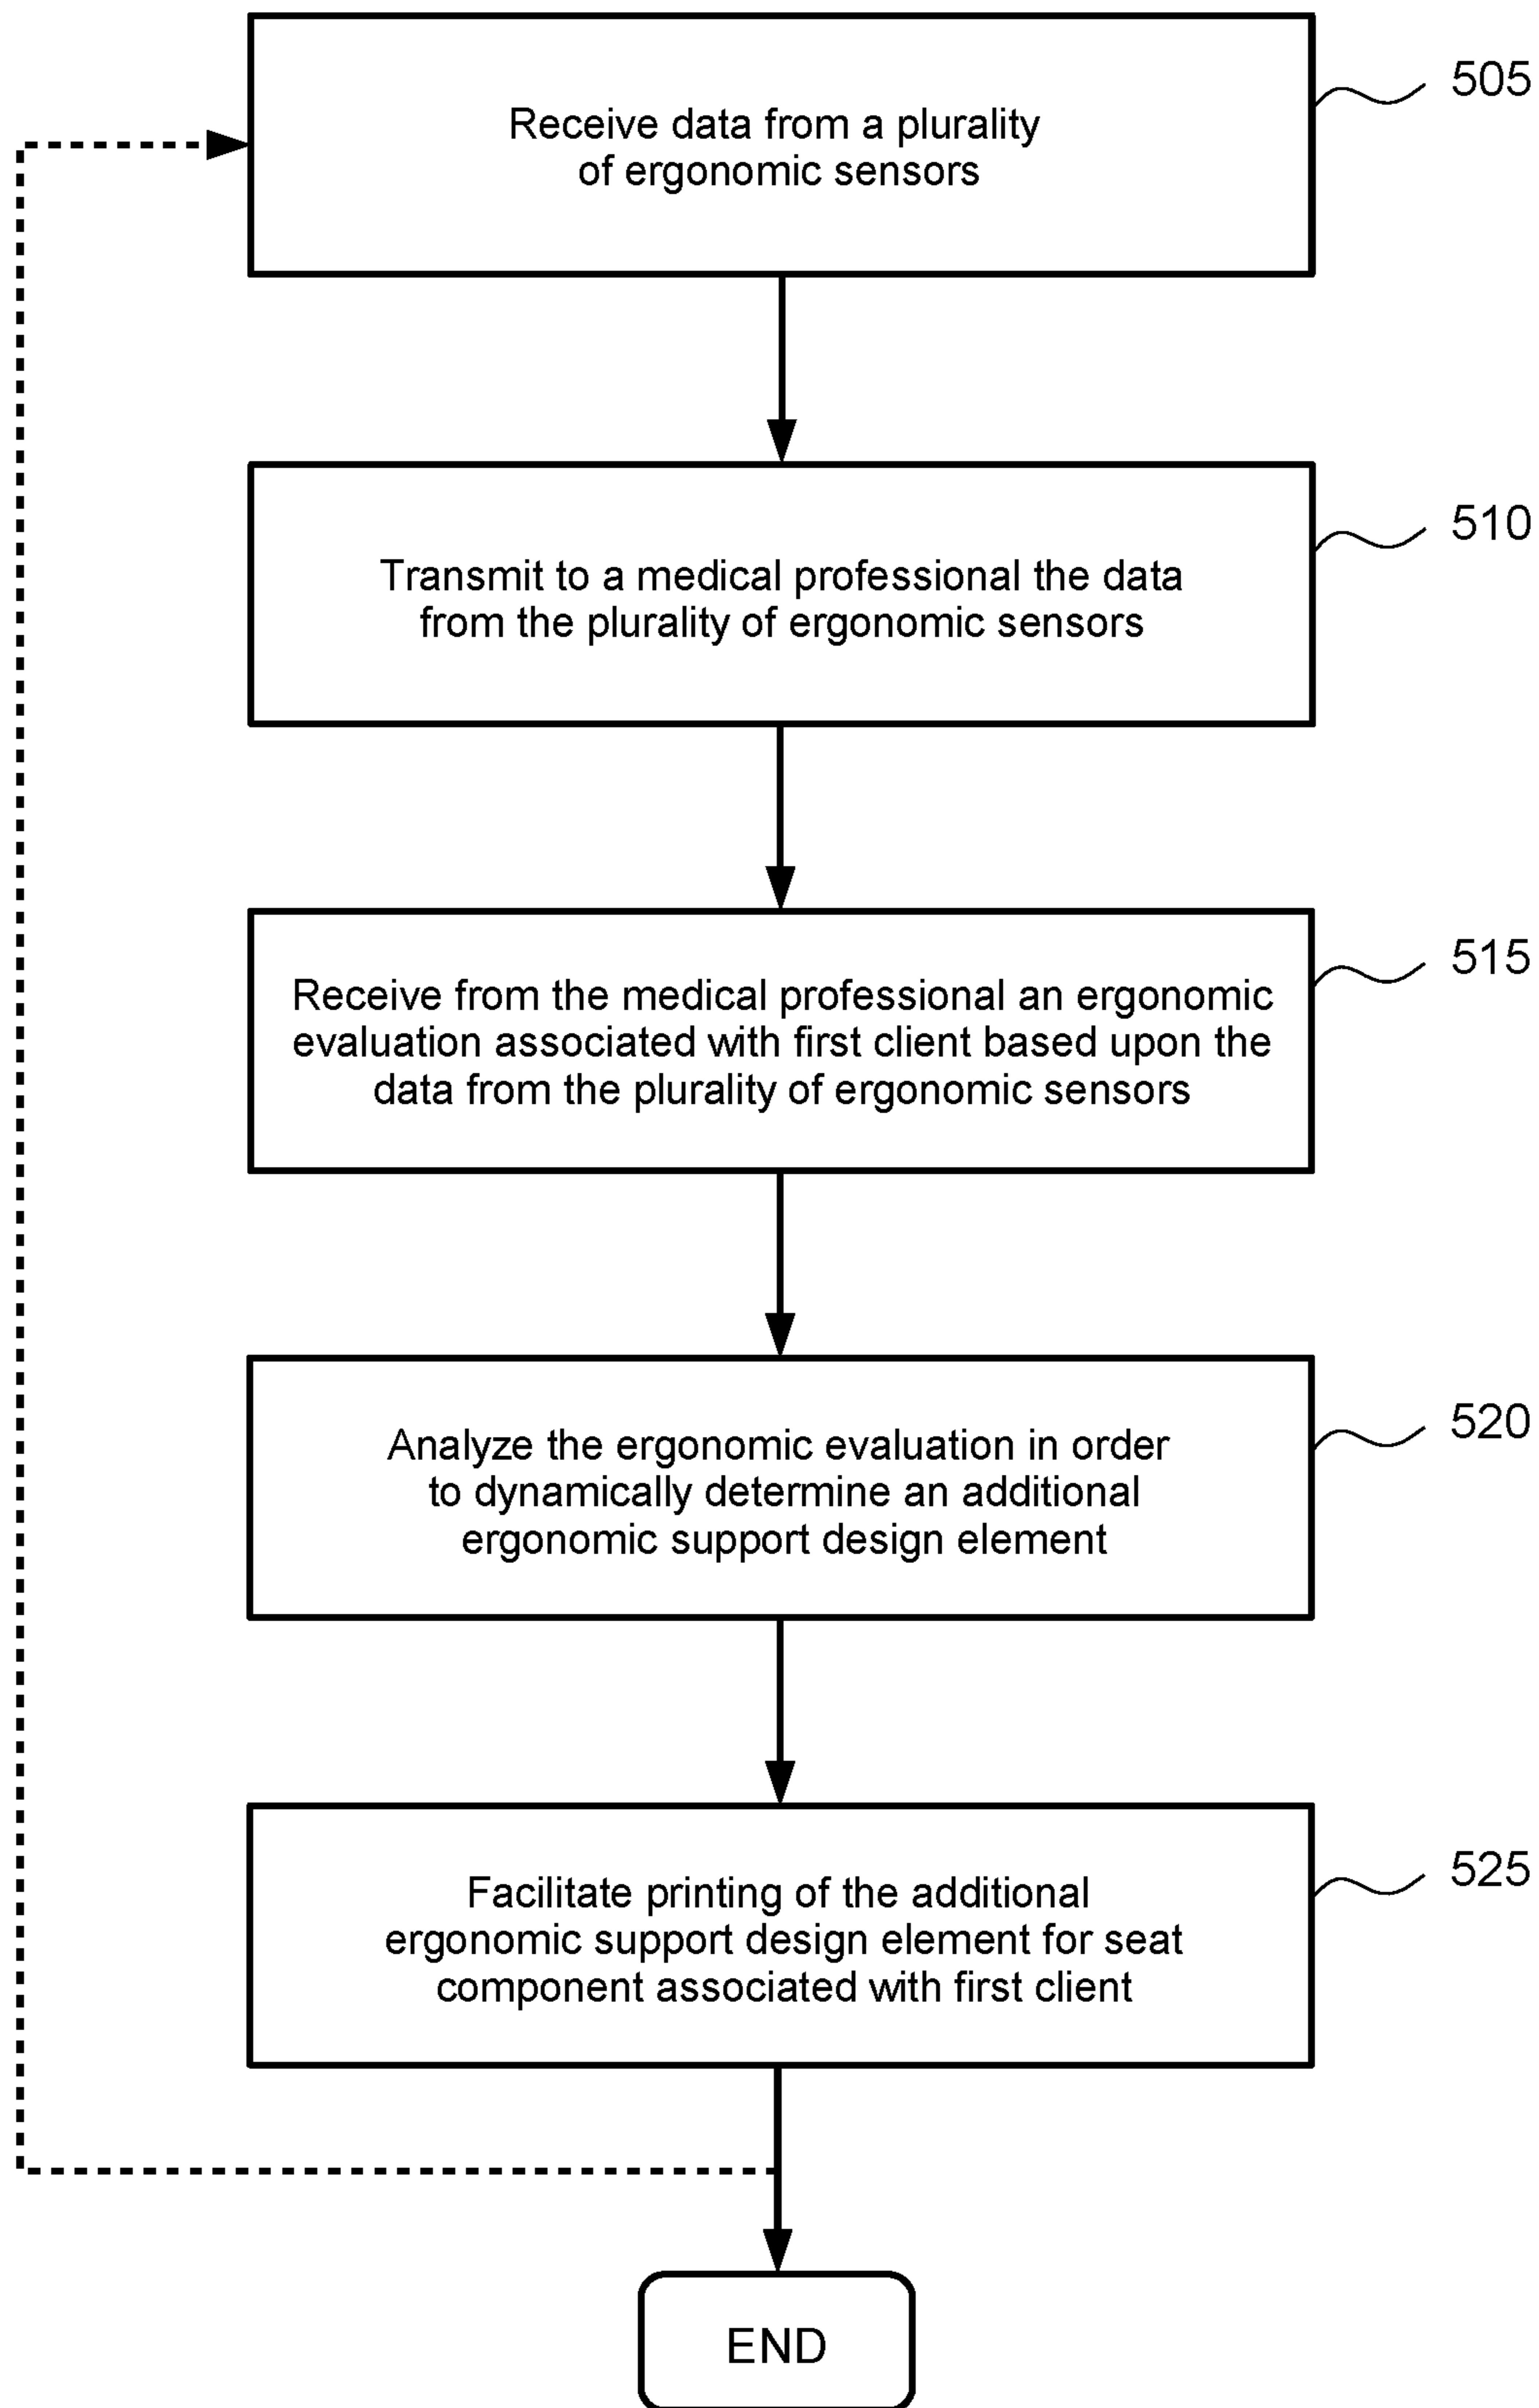 Receive data from a plurality
of ergonomic sensors
505
Transmit to a medical professional the data
from the plurality of ergonomic sensors
510
Receive from the medical professional an ergonomic
evaluation associated with first client based upon the
data from the plurality of ergonomic sensors
515
Analyze the ergonomic evaluation in order
to dynamically determine an additional
ergonomic support design element
520
Facilitate printing of the additional
ergonomic support design element for seat
component associated with first client
525
END